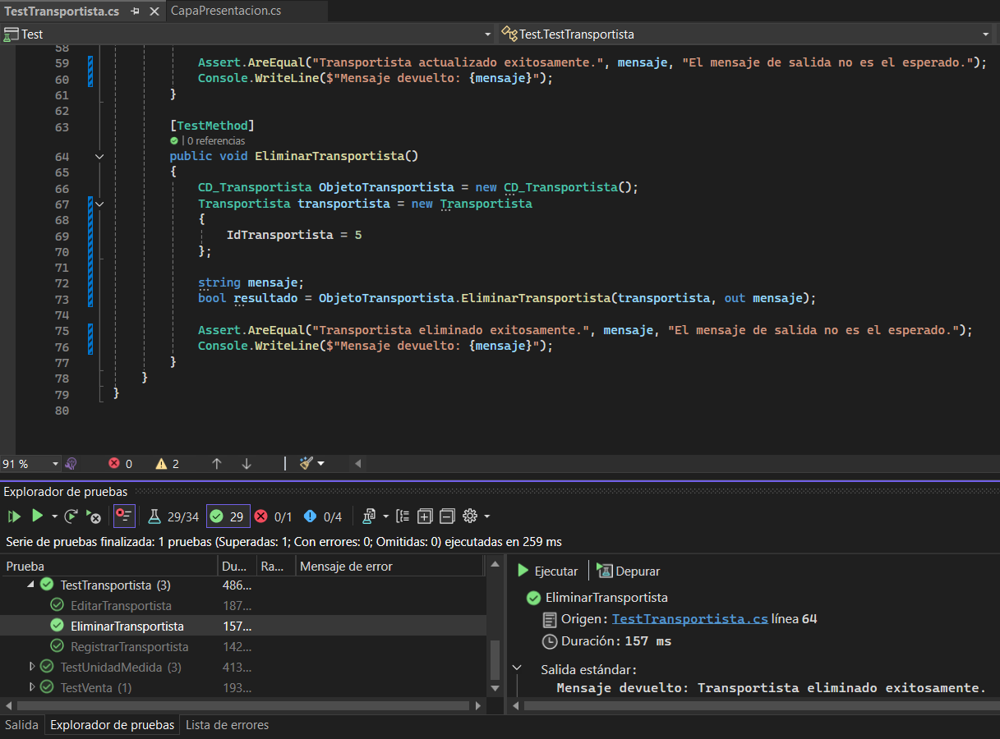 TestTransportista.cs CapaPresentacion.cs
Test Test.TestTransportista
58
59 Assert.AreEqual("Transportista actualizado exitosamente.", mensaje, "El mensaje de salida no es el esperado.");
60 Console.WriteLine($"Mensaje devuelto: {mensaje}");
61 }
62
63 [TestMethod]
| 0 referencias
64 public void EliminarTransportista()
65 {
66 CD_Transportista ObjetoTransportista = new CD_Transportista();
67 Transportista transportista = new Transportista
68 {
69 IdTransportista = 5
70 };
71
72 string mensaje;
73 bool resultado = ObjetoTransportista.EliminarTransportista(transportista, out mensaje);
74
75 Assert.AreEqual("Transportista eliminado exitosamente.", mensaje, "El mensaje de salida no es el esperado.");
76 Console.WriteLine($"Mensaje devuelto: {mensaje}");
77 }
78 }
79 }
80
91 % 0 2
Explorador de pruebas
29/34 29 0/1 0/4
Serie de pruebas finalizada: 1 pruebas (Superadas: 1; Con errores: 0; Omitidas: 0) ejecutadas en 259 ms
Prueba Du... Ra... Mensaje de error
TestTransportista (3) 486...
EditarTransportista 187...
EliminarTransportista 157...
RegistrarTransportista 142...
TestUnidadMedida (3) 413...
TestVenta (1) 193...
Ejecutar Depurar
EliminarTransportista
Origen: TestTransportista.cs línea 64
Duración: 157 ms
Salida estándar:
Mensaje devuelto: Transportista eliminado exitosamente.
Salida Explorador de pruebas Lista de errores